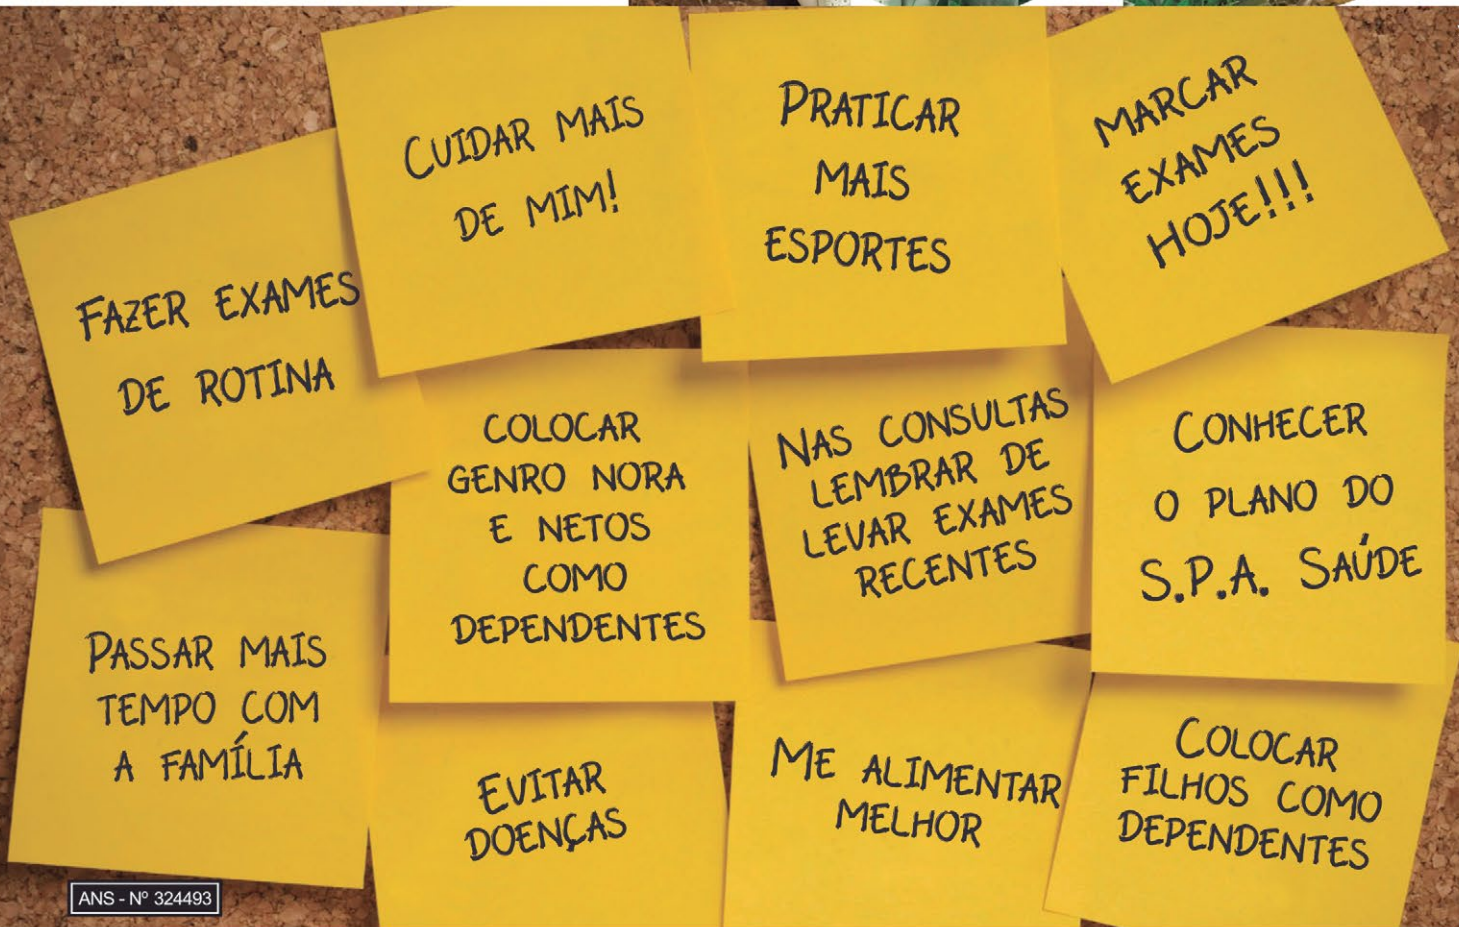 FAZER EXAMES
DE ROTINA
CUIDAR MAIS
DE MIM!
PRATICAR
MAIS
ESPORTES
MARCAR
EXAMES
HOJE!!!
COLOCAR
GENRO NORA
E NETOS
COMO
DEPENDENTES
NAS CONSULTAS
LEMBRAR DE
LEVAR EXAMES
RECENTES
CONHECER
O PLANO DO
S.P.A. SAÚDE
PASSAR MAIS
TEMPO COM
A FAMÍLIA
EVITAR
DOENÇAS
ME ALIMENTAR
MELHOR
COLOCAR
FILHOS COMO
DEPENDENTES
ANS - Nº 324493